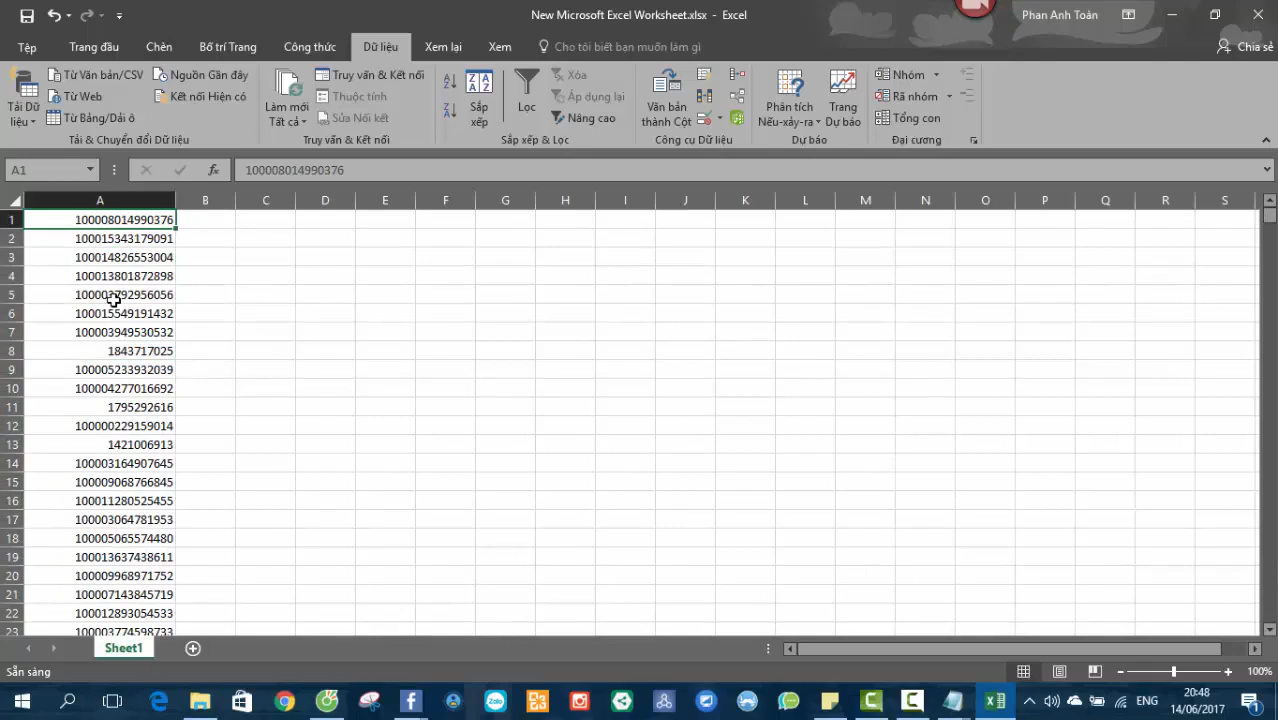 New Microsoft Excel Worksheet.xlsx - Excel
Phan Anh Toán
Tệp Trang đầu Chèn Bố trí Trang Công thức Dữ liệu Xem lại Xem Cho tôi biết bạn muốn làm gì Chia sẻ
Tải Dữ liệu
Từ Văn bản/CSV
Từ Web
Từ Bảng/Dải ô
Nguồn Gần đây
Kết nối Hiện có
Tải & Chuyển đổi Dữ liệu
Làm mới Tất cả
Truy vấn & Kết nối
Thuộc tính
Sửa Nối kết
Truy vấn & Kết nối
Sắp xếp
Lọc
Xóa
Áp dụng lại
Nâng cao
Sắp xếp & Lọc
Văn bản thành Cột
Công cụ Dữ liệu
Phân tích Nếu-xảy-ra
Trang Dự báo
Dự báo
Nhóm
Rã nhóm
Tổng con
Đại cương
A1 fx 100008014990376
A B C D E F G H I J K L M N O P Q R S
1 100008014990376
2 100015343179091
3 100014826553004
4 100013801872898
5 792956056
6 100015549191432
7 100003949530532
8 1843717025
9 100005233932039
10 100004277016692
11 1795292616
12 100000229159014
13 1421006913
14 100003164907645
15 100009068766845
16 100011280525455
17 100003064781953
18 100005065574480
19 100013637438611
20 100009968971752
21 100007143845719
22 100012893054533
23 100003774598733
Sheet1
Sẵn sàng
100%
Zalo
ENG
20:48
14/06/2017